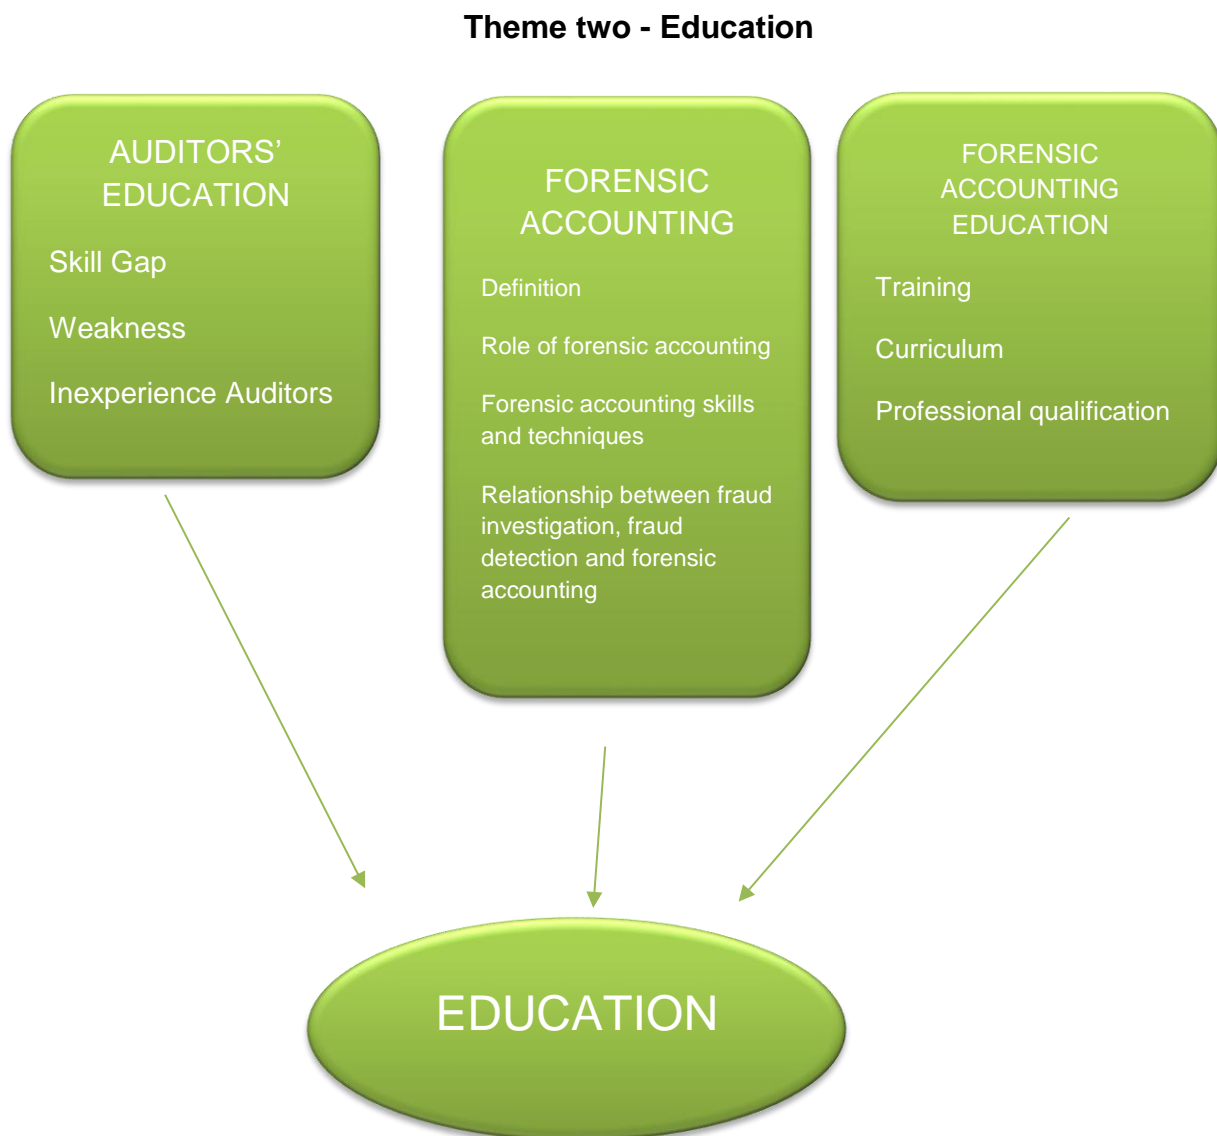 Theme two - Education
AUDITORS’
EDUCATION
Skill Gap
Weakness
Inexperience Auditors
FORENSIC
ACCOUNTING
Definition
Role of forensic accounting
Forensic accounting skills
and techniques
Relationship between fraud
investigation, fraud
detection and forensic
accounting
FORENSIC
ACCOUNTING
EDUCATION
Training
Curriculum
Professional qualification
EDUCATION